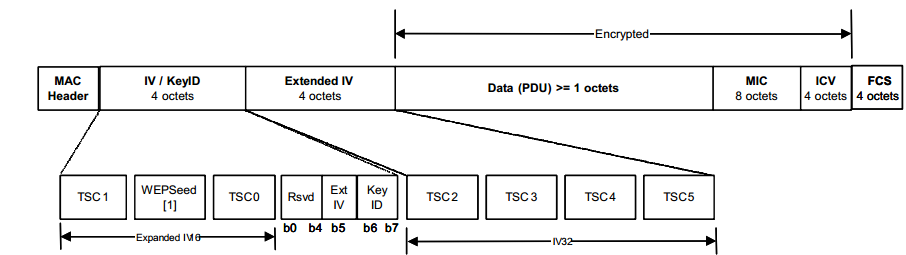 Encrypted
MAC
Header
IV / KeyID
4 octets
Extended IV
4 octets
Data (PDU) >= 1 octets
MIC
8 octets
ICV
4 octets
FCS
4 octets
TSC1
WEPSeed
[1]
TSC0
Rsvd
Ext
IV
Key
ID
TSC2
TSC3
TSC4
TSC5
b0
b4
b5
b6
b7
Expanded IV16
IV32